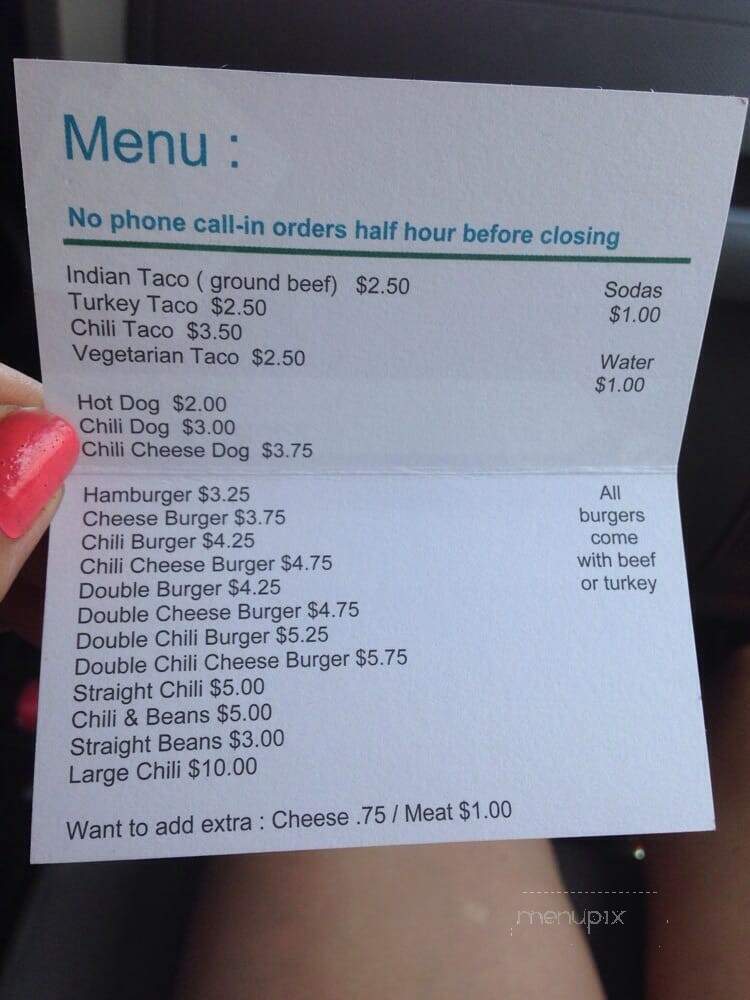 Menu :
No phone call-in orders half hour before closing
Indian Taco ( ground beef) $2.50
Turkey Taco $2.50
Chili Taco $3.50
Vegetarian Taco $2.50
Sodas
$1.00
Water
$1.00
Hot Dog $2.00
Chili Dog $3.00
Chili Cheese Dog $3.75
Hamburger $3.25
Cheese Burger $3.75
Chili Burger $4.25
Chili Cheese Burger $4.75
Double Burger $4.25
Double Cheese Burger $4.75
Double Chili Burger $5.25
Double Chili Cheese Burger $5.75
Straight Chili $5.00
Chili & Beans $5.00
Straight Beans $3.00
Large Chili $10.00
All
burgers
come
with beef
or turkey
Want to add extra : Cheese .75 / Meat $1.00
menupix